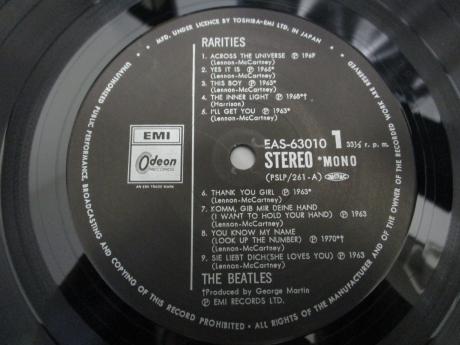 MFD. UNDER LICENCE BY TOSHIBA-EMI LTD. IN JAPAN
UNAUTHORIZED PUBLIC PERFORMANCE, BROADCASTING AND COPYING OF THIS RECORD PROHIBITED • ALL RIGHTS OF THE MANUFACTURER AND OF THE OWNER OF THE RECORDED WORK ARE RESERVED
RARITIES
1. ACROSS THE UNIVERSE ℗ 1969
(Lennon-McCartney)
2. YES IT IS ℗ 1965*
(Lennon-McCartney)
3. THIS BOY ℗ 1963*
(Lennon-McCartney)
4. THE INNER LIGHT ℗ 1968*†
(Harrison)
5. I'LL GET YOU ℗ 1963*
(Lennon-McCartney)
EMI
Odeon
RECORDS
AN EMI TRADE MARK
EAS-63010 1 33⅓ r. p. m.
STEREO *MONO
(PSLP/261-A)
6. THANK YOU GIRL ℗ 1963*
(Lennon-McCartney)
7. KOMM, GIB MIR DEINE HAND
(I WANT TO HOLD YOUR HAND) ℗ 1963
(Lennon-McCartney)
8. YOU KNOW MY NAME
(LOOK UP THE NUMBER) ℗ 1970*†
(Lennon-McCartney)
9. SIE LIEBT DICH(SHE LOVES YOU) ℗ 1963
(Lennon-McCartney)
THE BEATLES
†Produced by George Martin
℗ EMI RECORDS LTD.